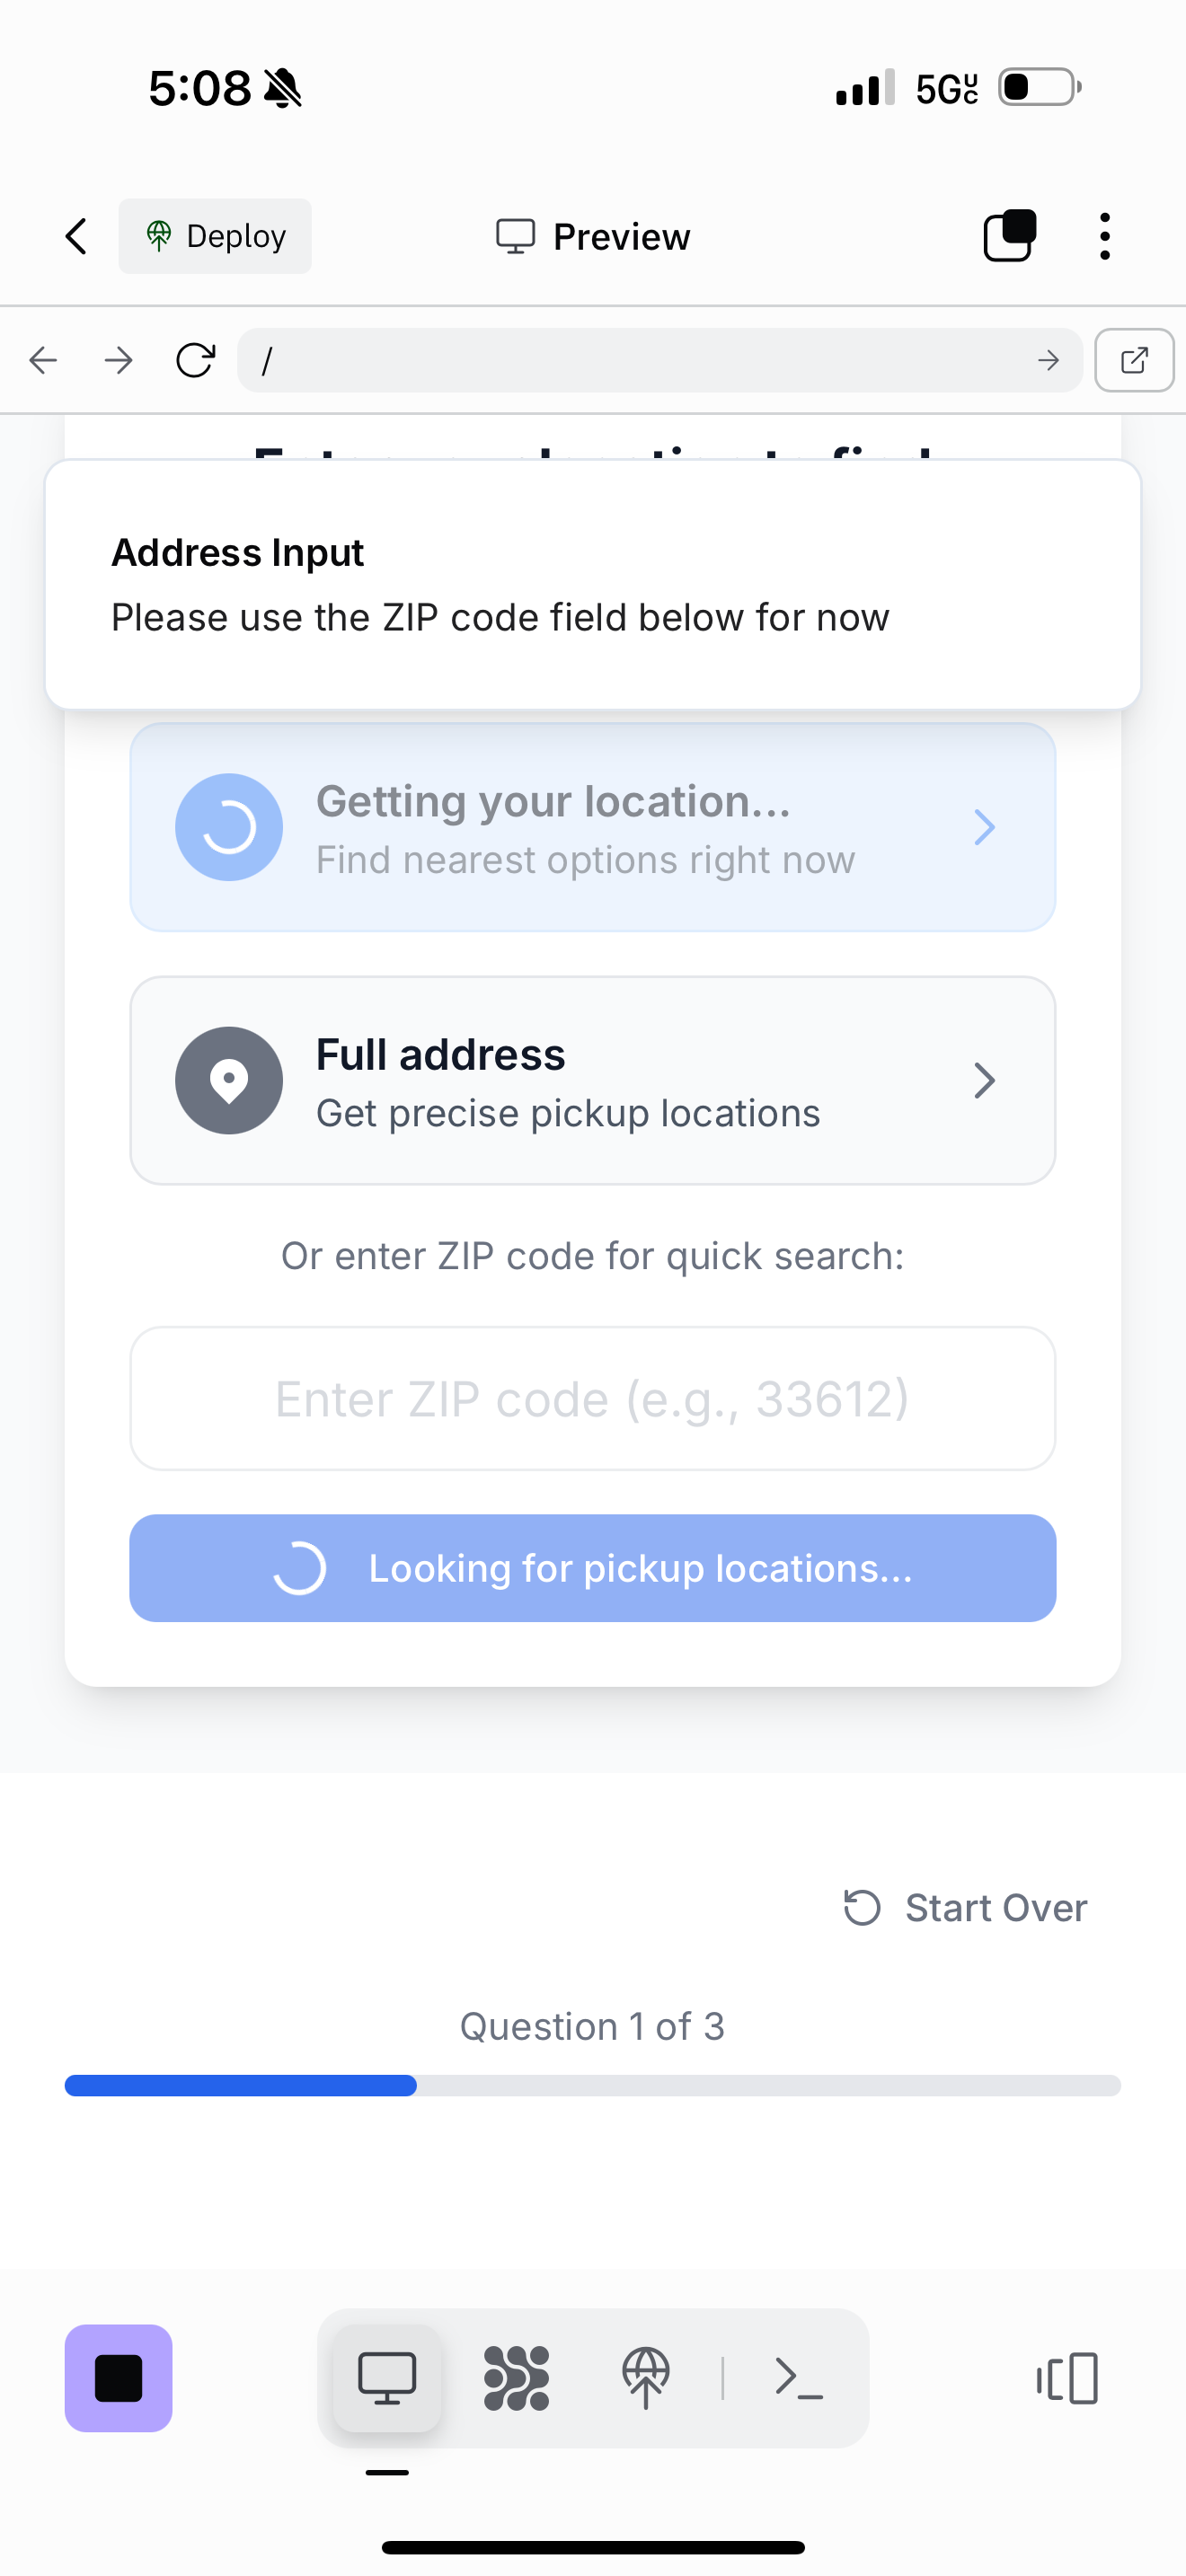 5:08
5G UC
Deploy
Preview
/
Address Input
Please use the ZIP code field below for now
Getting your location...
Find nearest options right now
Full address
Get precise pickup locations
Or enter ZIP code for quick search:
Enter ZIP code (e.g., 33612)
Looking for pickup locations...
Start Over
Question 1 of 3